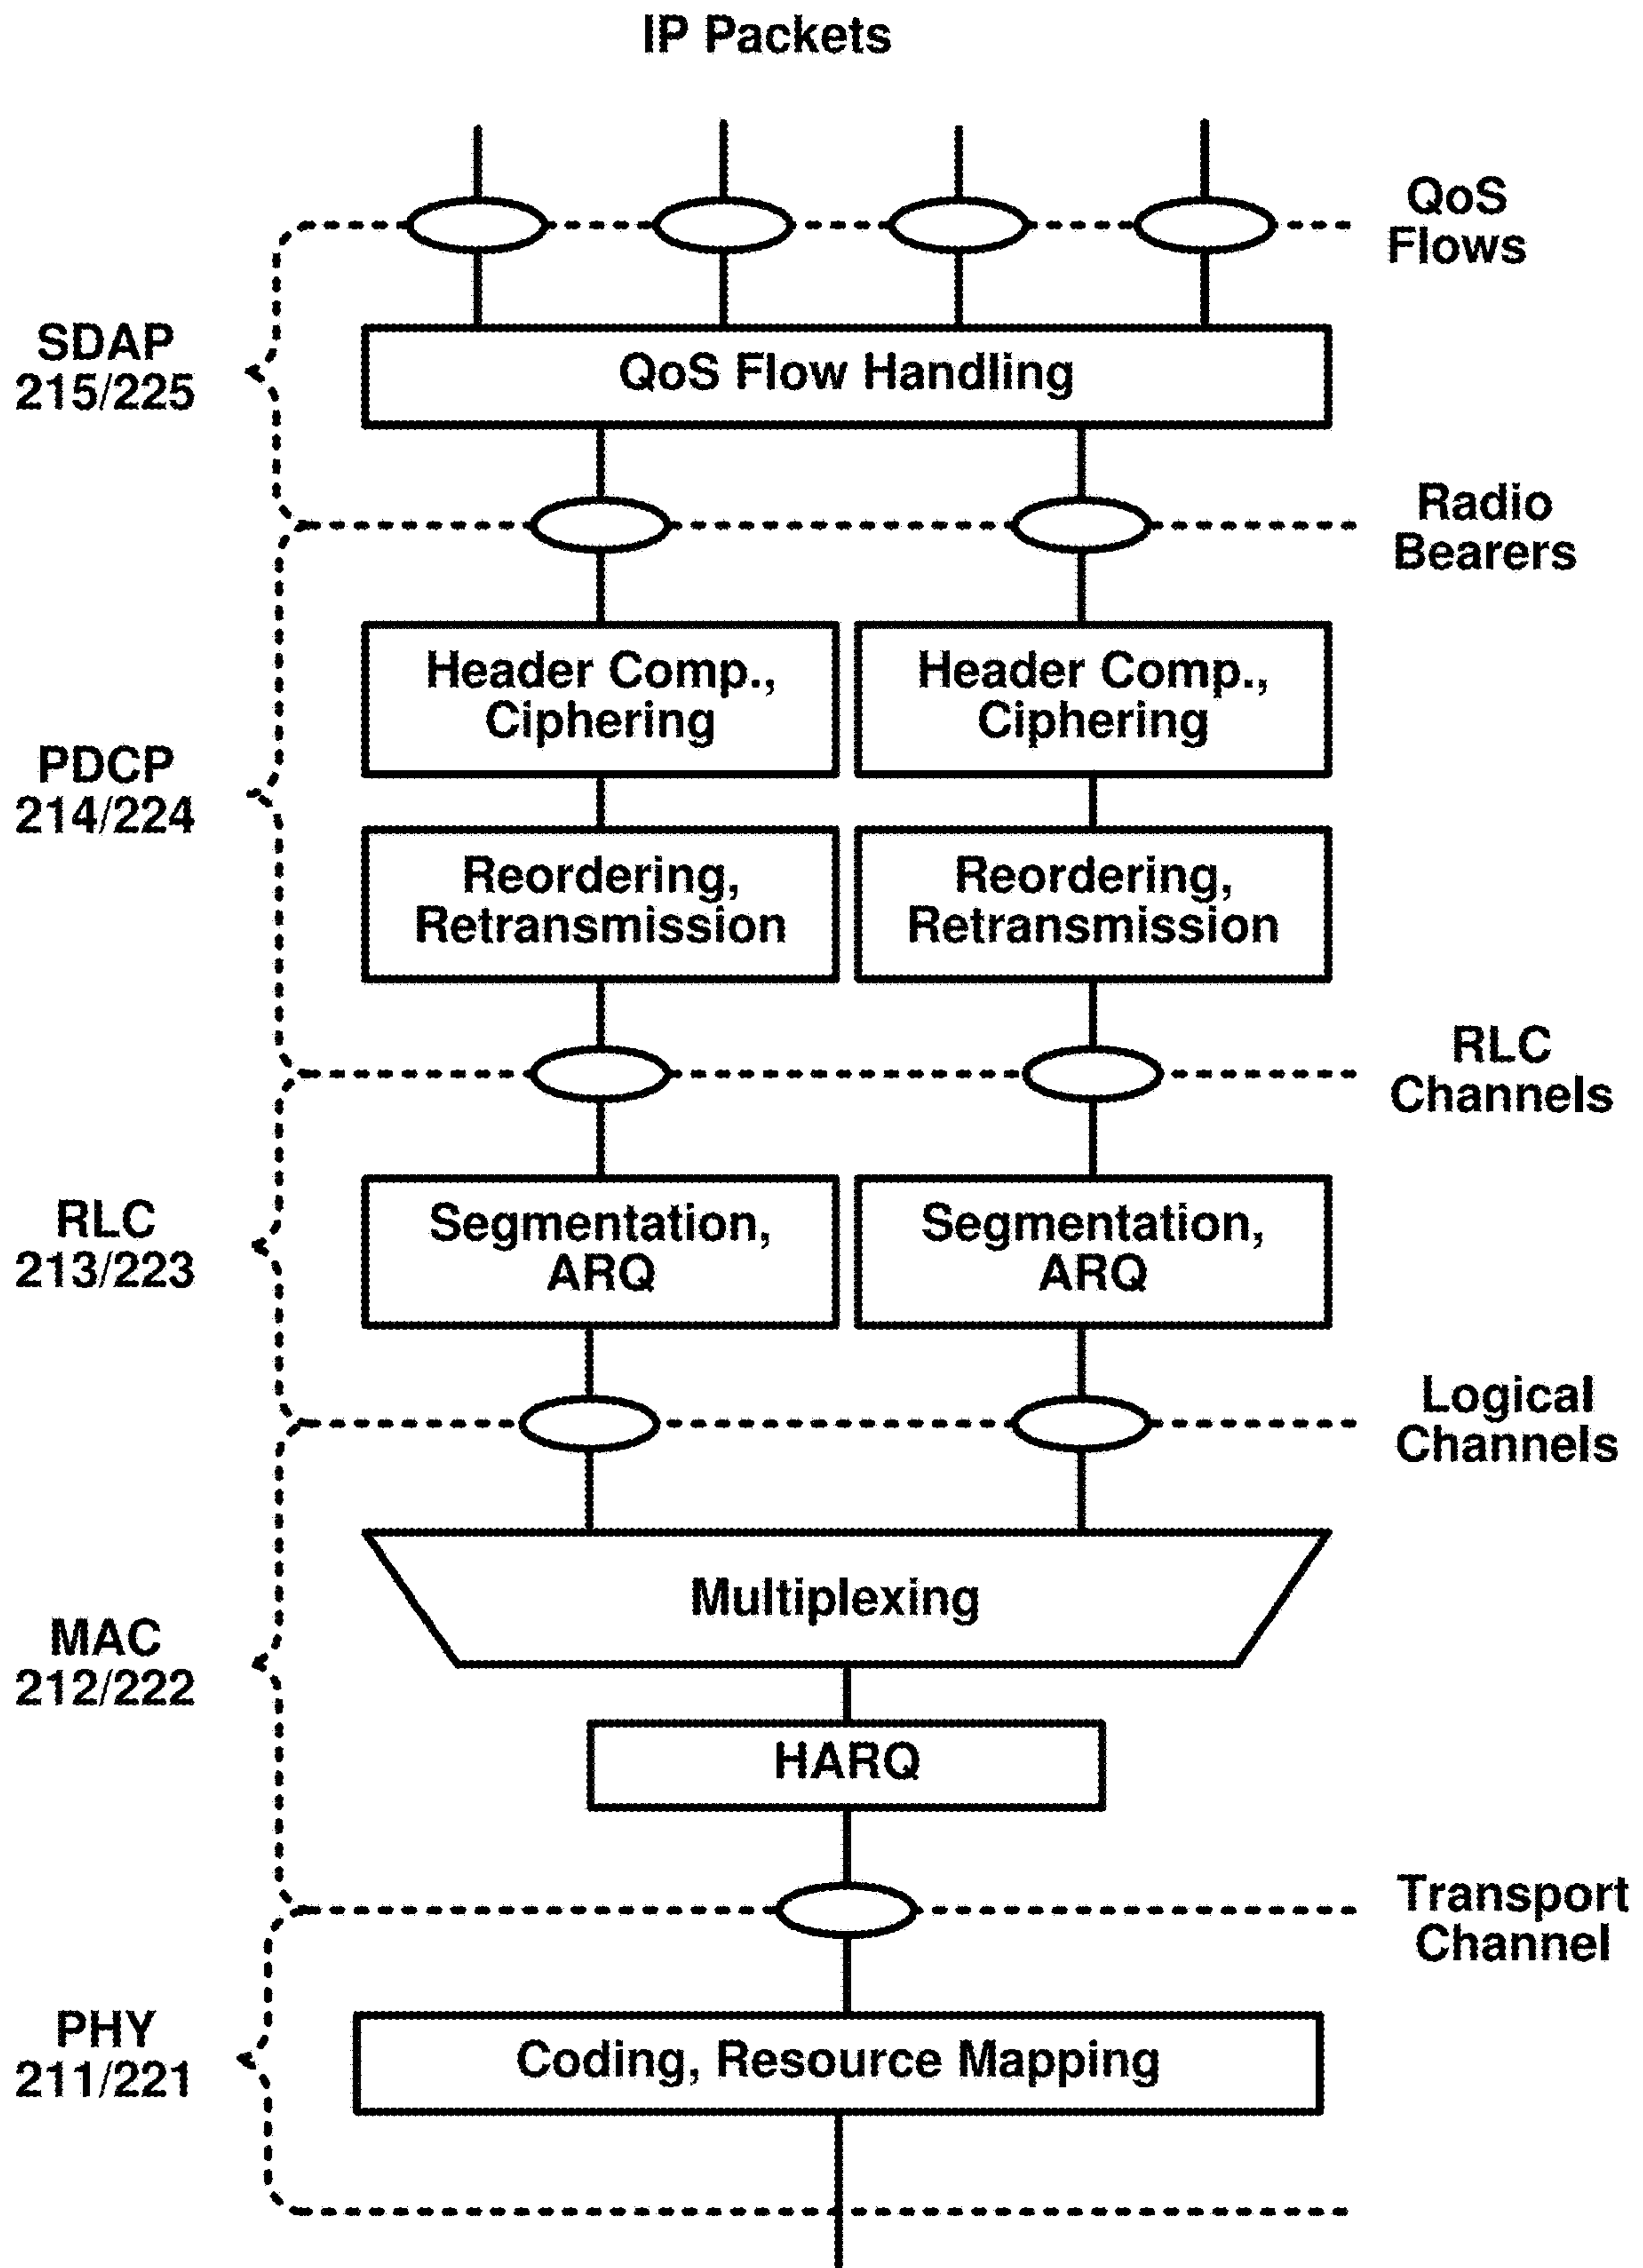 IP Packets
QoS
Flows
SDAP
215/225
QoS Flow Handling
Radio
Bearers
Header Comp.,
Ciphering
Header Comp.,
Ciphering
PDCP
214/224
Reordering,
Retransmission
Reordering,
Retransmission
RLC
Channels
RLC
213/223
Segmentation,
ARQ
Segmentation,
ARQ
Logical
Channels
Multiplexing
MAC
212/222
HARQ
Transport
Channel
PHY
211/221
Coding, Resource Mapping